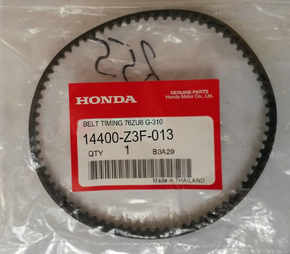 GENUINE PARTS
Honda Motor Co., Ltd.
HONDA
BELT TIMING 76ZU6 G-310
14400-Z3F-013
QTY 1 B3A29
Made in THAILAND